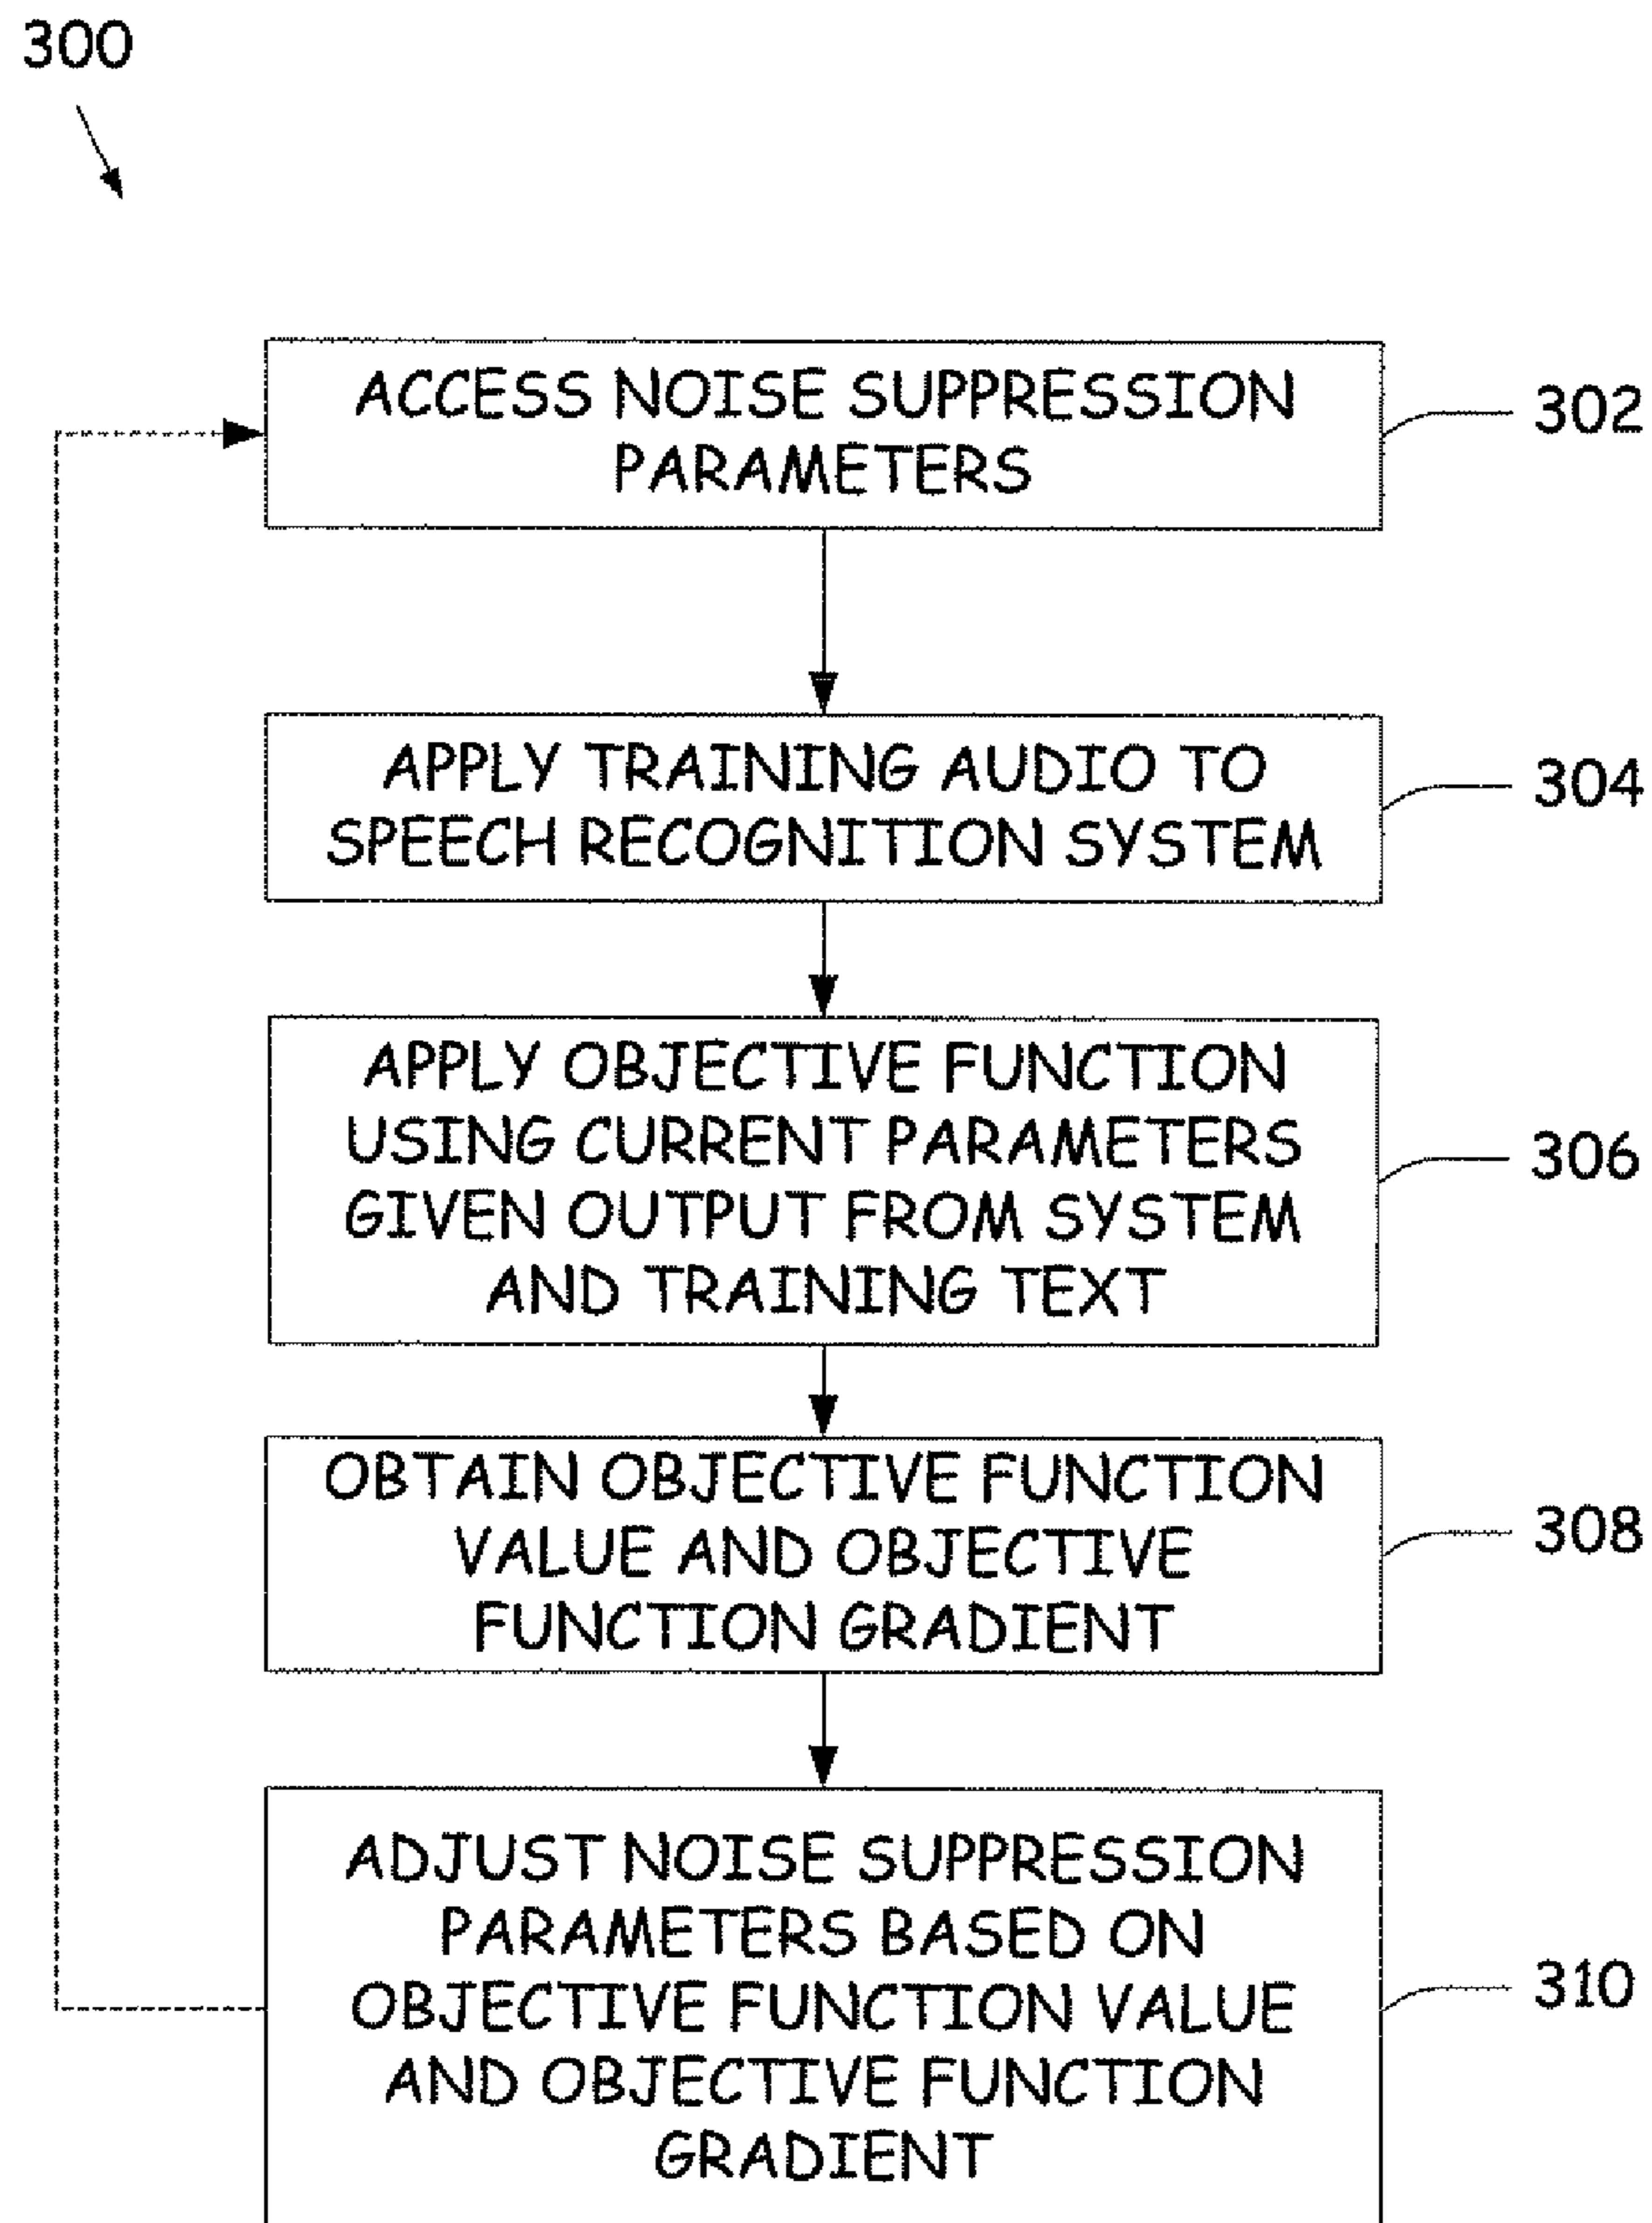 300
ACCESS NOISE SUPPRESSION
PARAMETERS
302
APPLY TRAINING AUDIO TO
SPEECH RECOGNITION SYSTEM
304
APPLY OBJECTIVE FUNCTION
USING CURRENT PARAMETERS
GIVEN OUTPUT FROM SYSTEM
AND TRAINING TEXT
306
OBTAIN OBJECTIVE FUNCTION
VALUE AND OBJECTIVE
FUNCTION GRADIENT
308
ADJUST NOISE SUPPRESSION
PARAMETERS BASED ON
OBJECTIVE FUNCTION VALUE
AND OBJECTIVE FUNCTION
GRADIENT
310